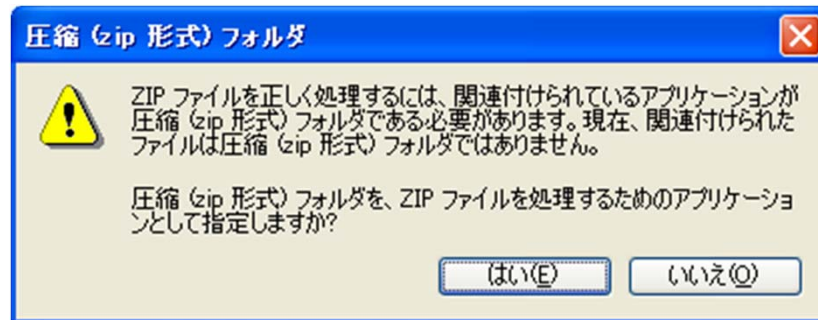 圧縮 (zip 形式) フォルダ
ZIP ファイルを正しく処理するには、関連付けられているアプリケーションが
圧縮 (zip 形式) フォルダである必要があります。現在、関連付けられた
ファイルは圧縮 (zip 形式) フォルダではありません。
圧縮 (zip 形式) フォルダを、ZIP ファイルを処理するためのアプリケーショ
ンとして指定しますか?
はい(E) いいえ(O)